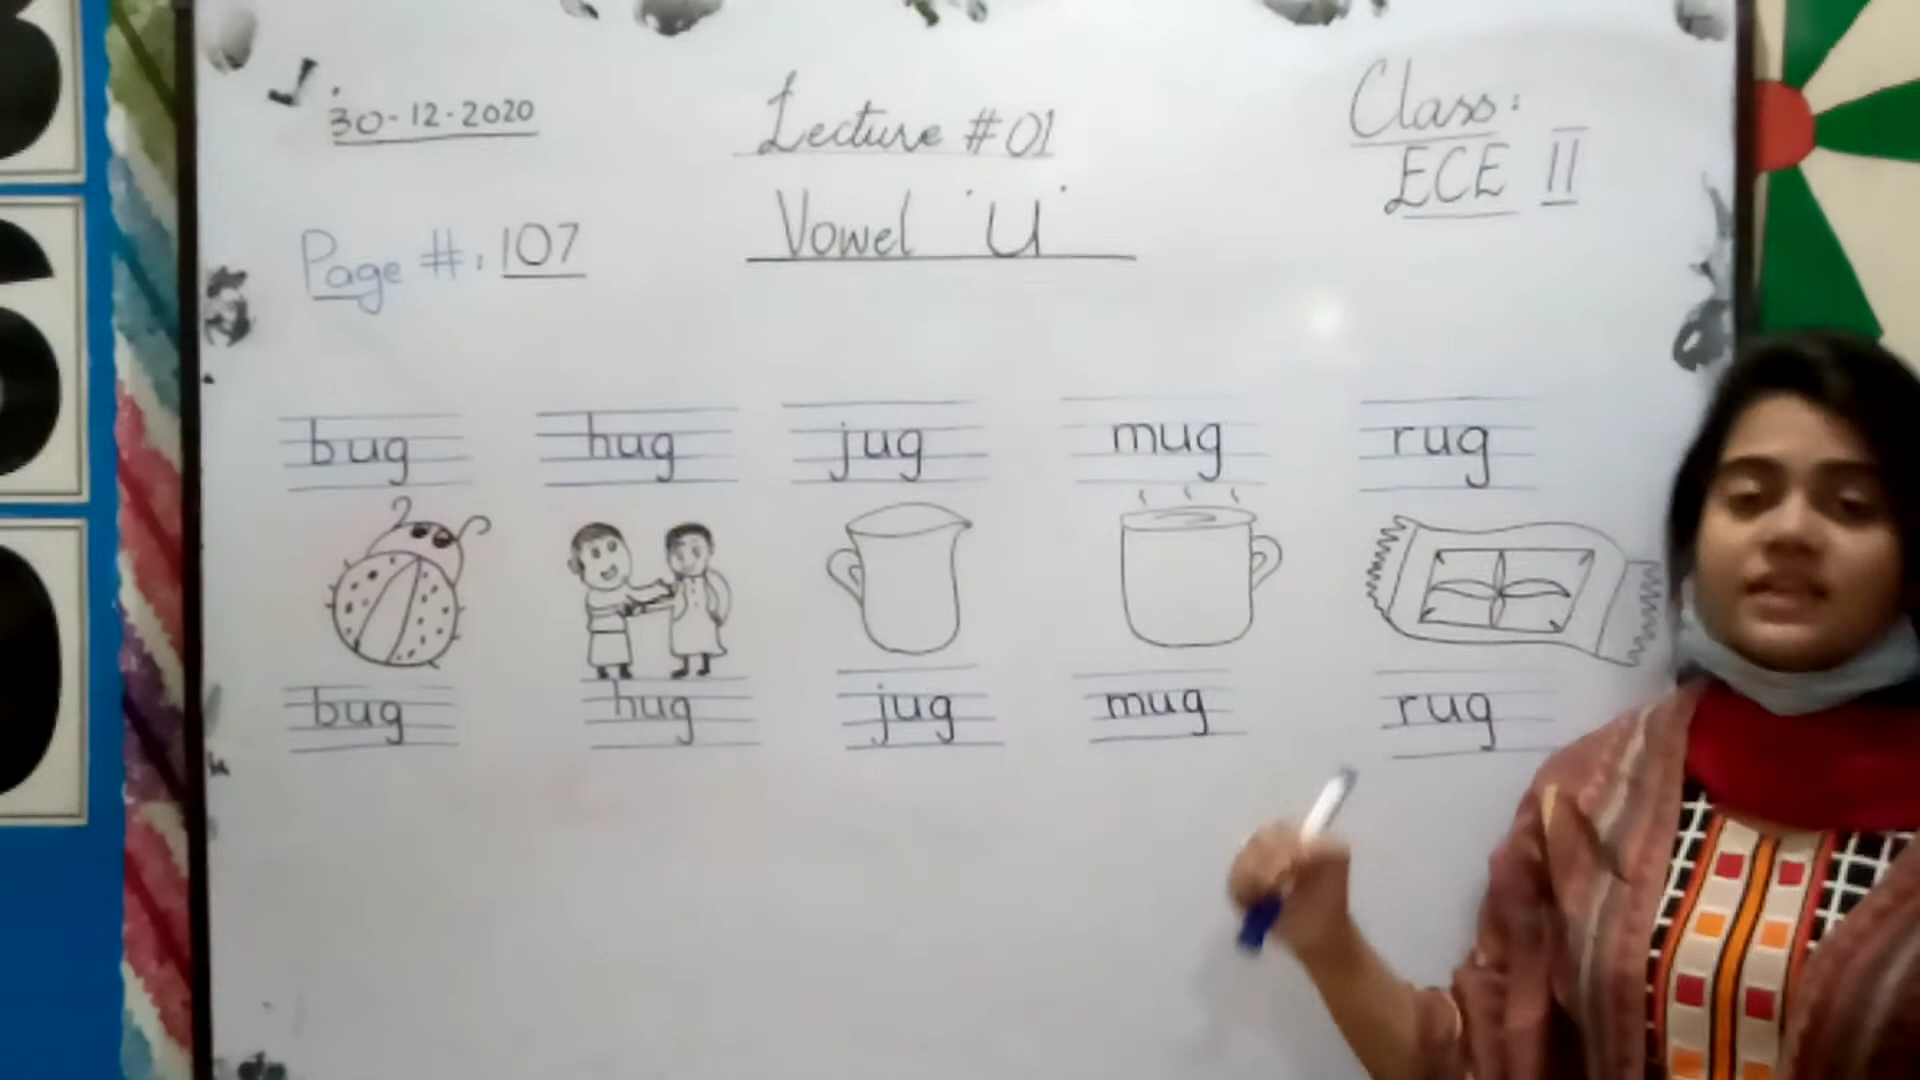 30-12-2020
Lecture #01
Class:
ECE II
Page #: 107
Vowel 'U'
bug hug jug mug rug
bug hug jug mug rug